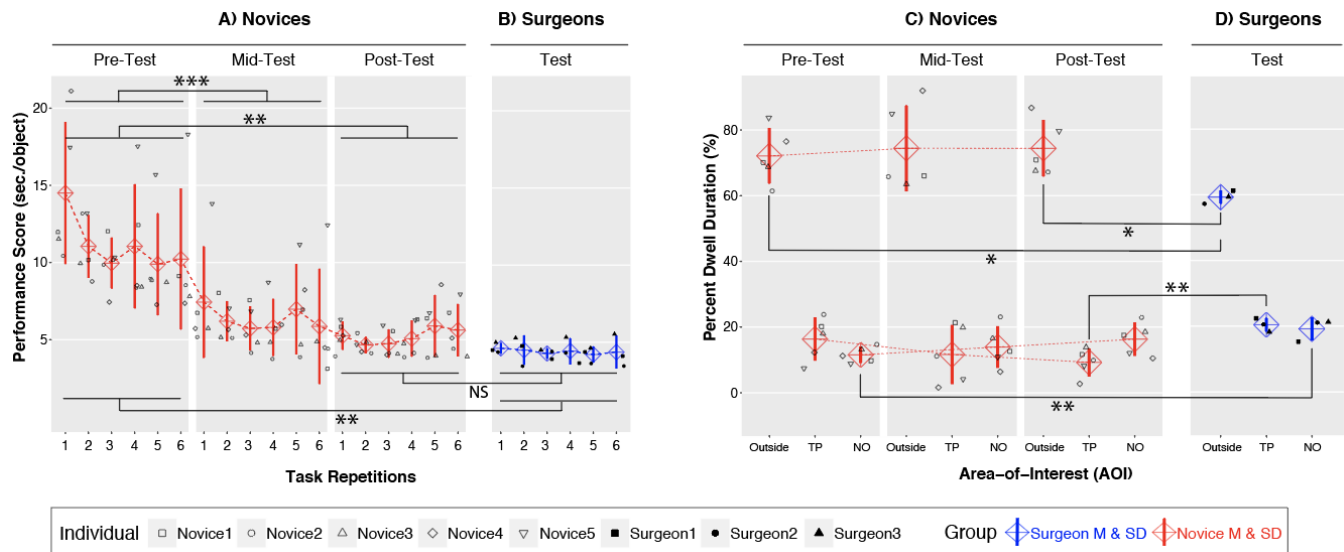 A) Novices
B) Surgeons
Pre-Test
Mid-Test
Post-Test
Test
Performance Score (sec./object)
20
15
10
5
***
**
NS
**
1 2 3 4 5 6 1 2 3 4 5 6 1 2 3 4 5 6 1 2 3 4 5 6
Task Repetitions
C) Novices
D) Surgeons
Pre-Test
Mid-Test
Post-Test
Test
Percent Dwell Duration (%)
80
60
40
20
0
*
*
**
**
Outside TP NO Outside TP NO Outside TP NO Outside TP NO
Area-of-Interest (AOI)
Individual Novice1 Novice2 Novice3 Novice4 Novice5 Surgeon1 Surgeon2 Surgeon3 Group Surgeon M & SD Novice M & SD